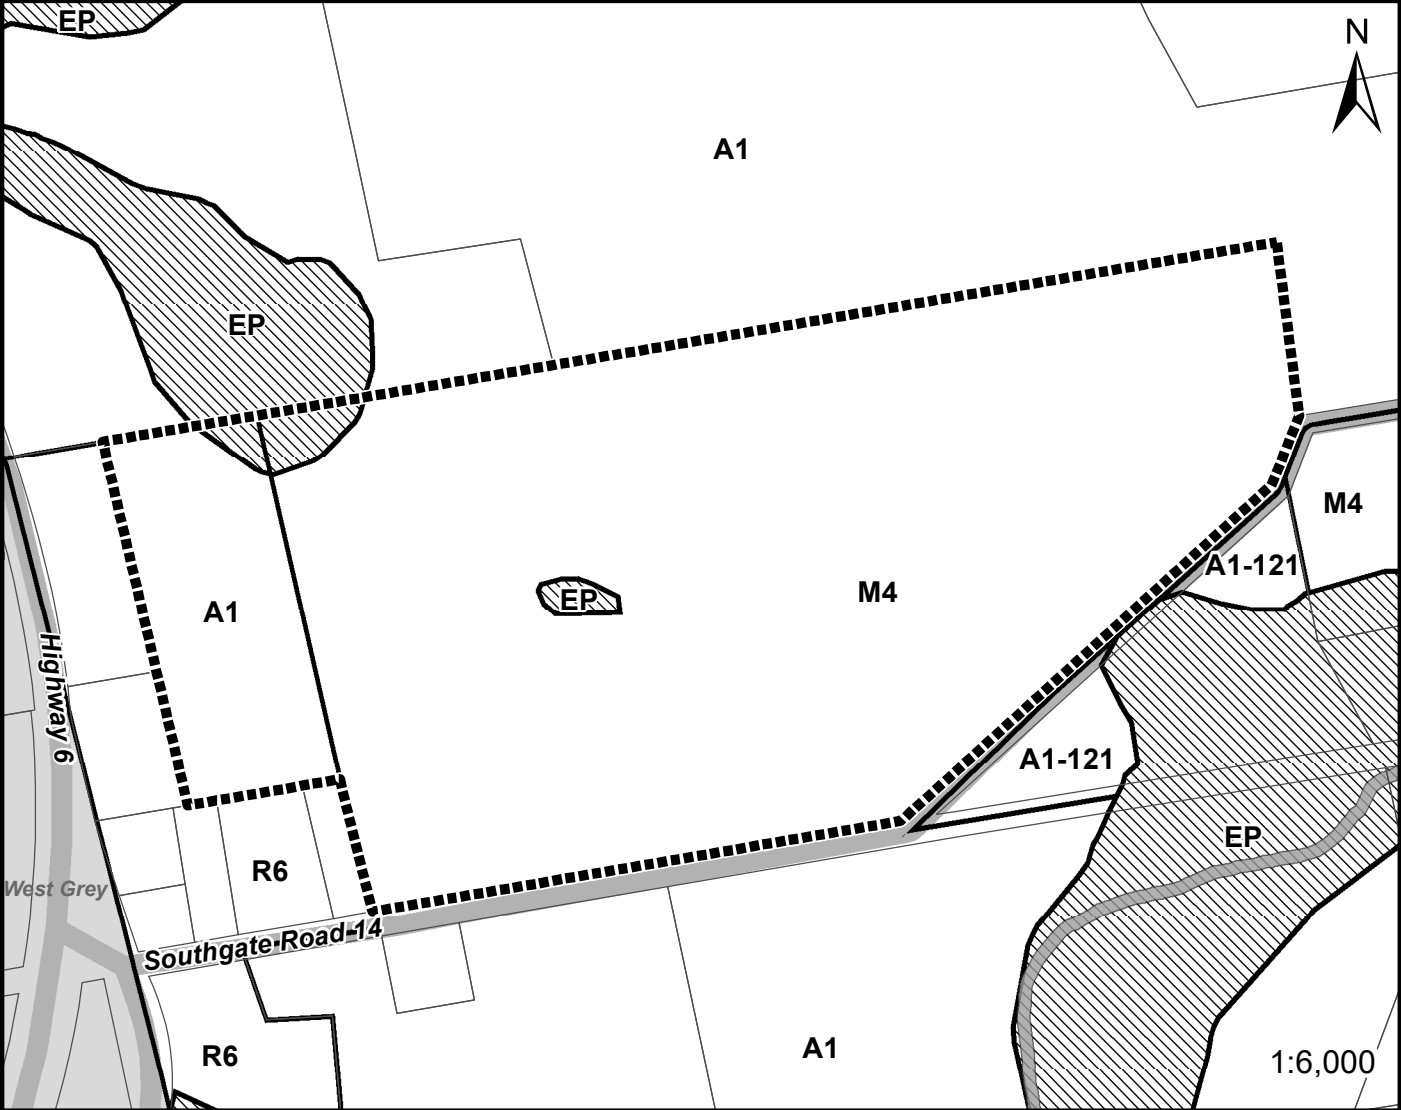 EP
N
A1
EP
M4
A1-121
EP
M4
A1
Highway 6
A1-121
EP
R6
West Grey
Southgate Road 14
R6
A1
1:6,000